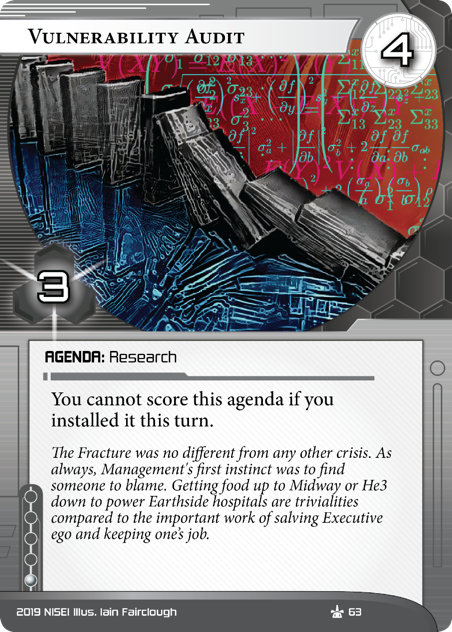 Vulnerability Audit
4
3
AGENDA: Research
You cannot score this agenda if you
installed it this turn.
The Fracture was no different from any other crisis. As
always, Management's first instinct was to find
someone to blame. Getting food up to Midway or He3
down to power Earthside hospitals are trivialities
compared to the important work of salving Executive
ego and keeping one's job.
2019 NISEI Illus. Iain Fairclough
63